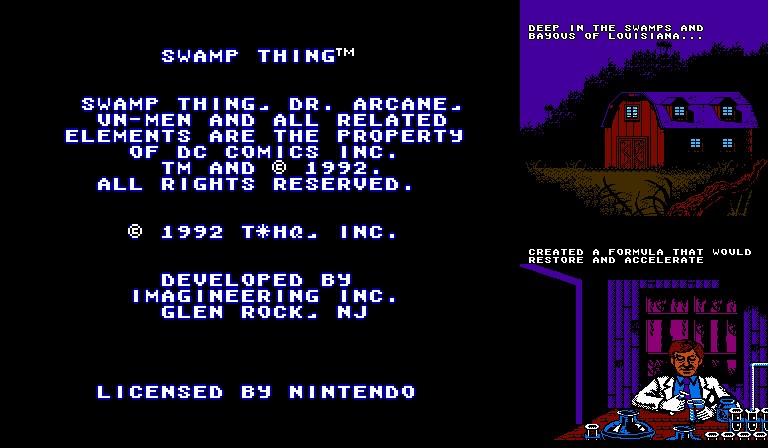 SWAMP THING™
SWAMP THING, DR. ARCANE,
UN-MEN AND ALL RELATED
ELEMENTS ARE THE PROPERTY
OF DC COMICS INC.
TM AND © 1992.
ALL RIGHTS RESERVED.
© 1992 T*HQ, INC.
DEVELOPED BY
IMAGINEERING INC.
GLEN ROCK, NJ
LICENSED BY NINTENDO
DEEP IN THE SWAMPS AND
BAYOUS OF LOUISIANA...
CREATED A FORMULA THAT WOULD
RESTORE AND ACCELERATE